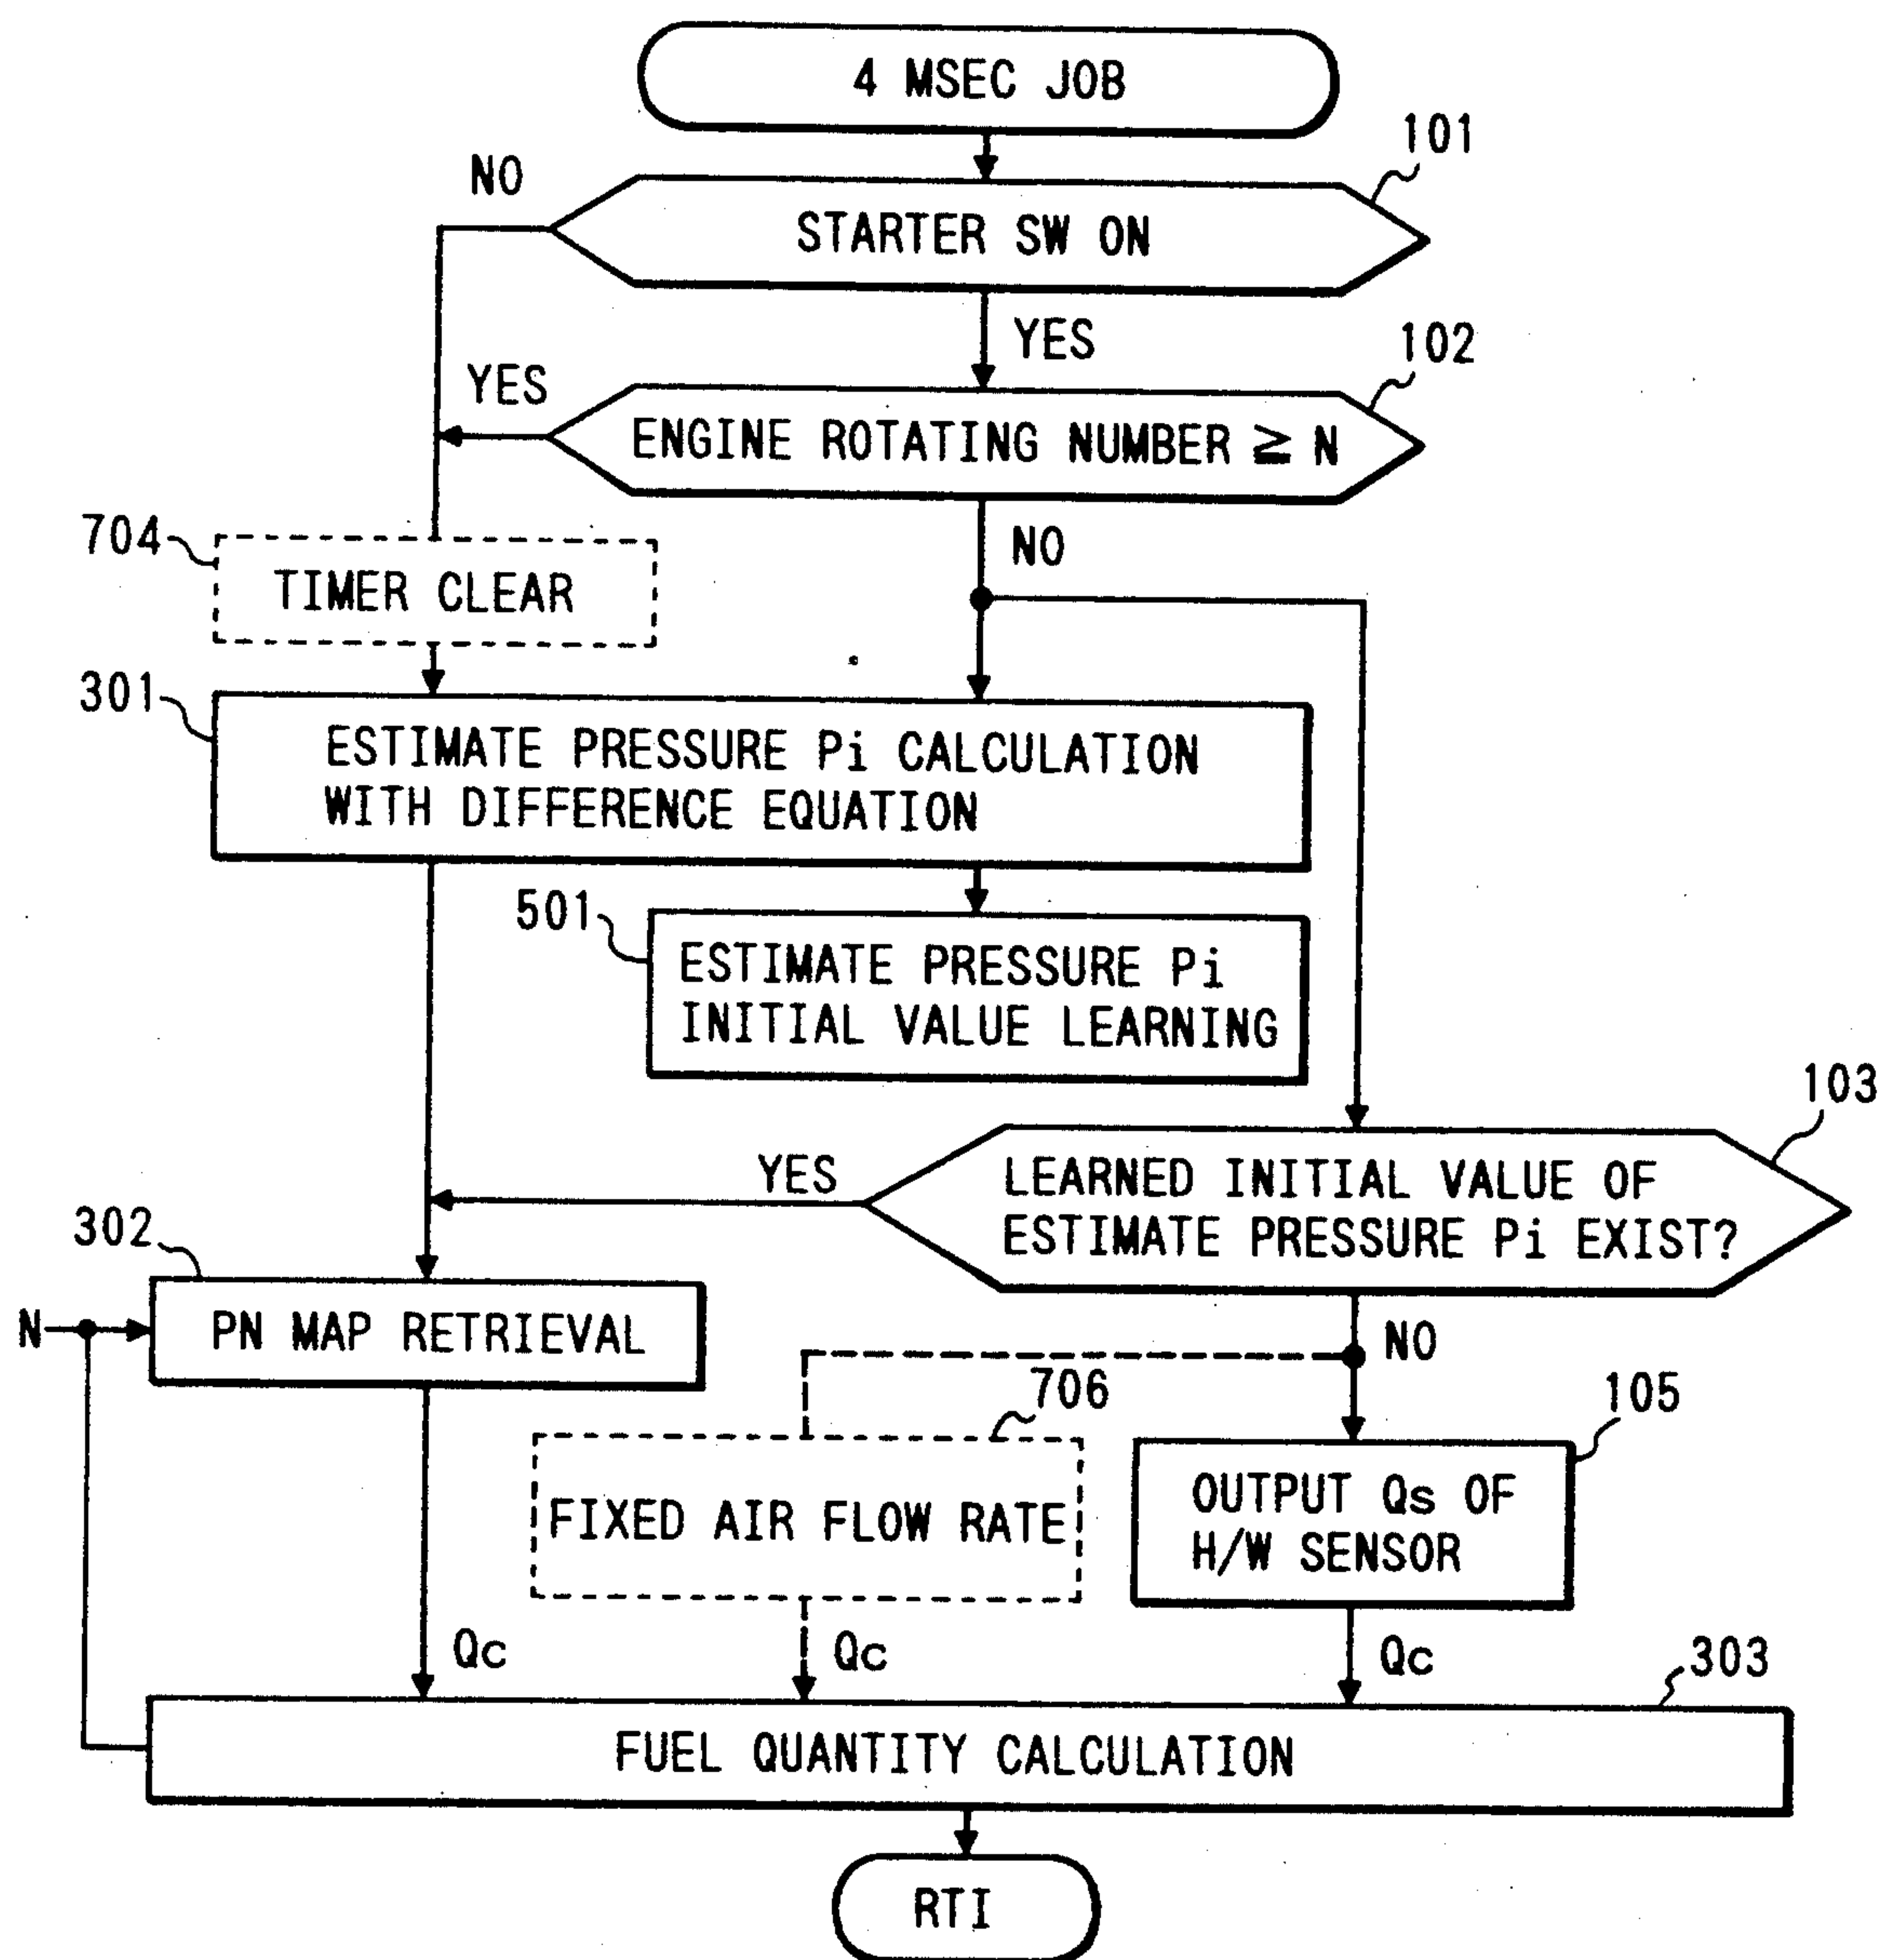 4 MSEC JOB
101
NO
STARTER SW ON
YES
102
YES
ENGINE ROTATING NUMBER ≧ N
704
NO
TIMER CLEAR
301
ESTIMATE PRESSURE Pi CALCULATION
WITH DIFFERENCE EQUATION
501
ESTIMATE PRESSURE Pi
INITIAL VALUE LEARNING
103
YES
LEARNED INITIAL VALUE OF
ESTIMATE PRESSURE Pi EXIST?
302
N
PN MAP RETRIEVAL
NO
706
105
FIXED AIR FLOW RATE
OUTPUT Qs OF
H/W SENSOR
Qc
Qc
Qc
303
FUEL QUANTITY CALCULATION
RTI